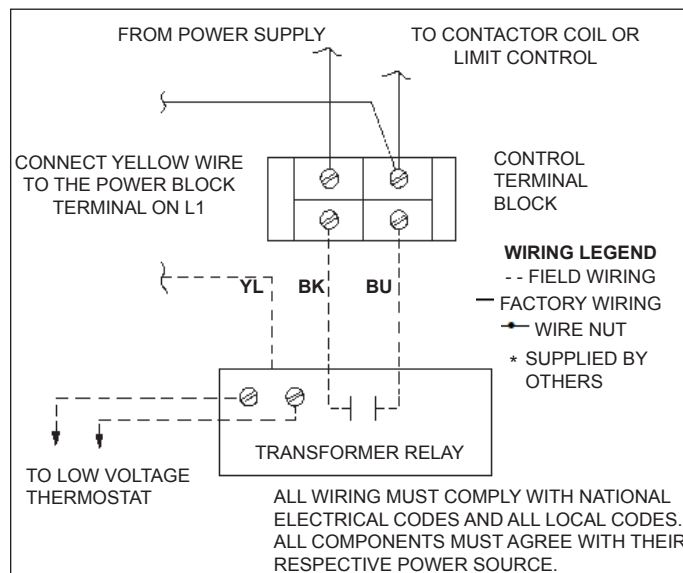 FROM POWER SUPPLY
TO CONTACTOR COIL OR
LIMIT CONTROL
CONNECT YELLOW WIRE
TO THE POWER BLOCK
TERMINAL ON L1
CONTROL
TERMINAL
BLOCK
WIRING LEGEND
- - FIELD WIRING
FACTORY WIRING
WIRE NUT
* SUPPLIED BY
OTHERS
YL BK BU
TRANSFORMER RELAY
TO LOW VOLTAGE
THERMOSTAT
ALL WIRING MUST COMPLY WITH NATIONAL
ELECTRICAL CODES AND ALL LOCAL CODES.
ALL COMPONENTS MUST AGREE WITH THEIR
RESPECTIVE POWER SOURCE.